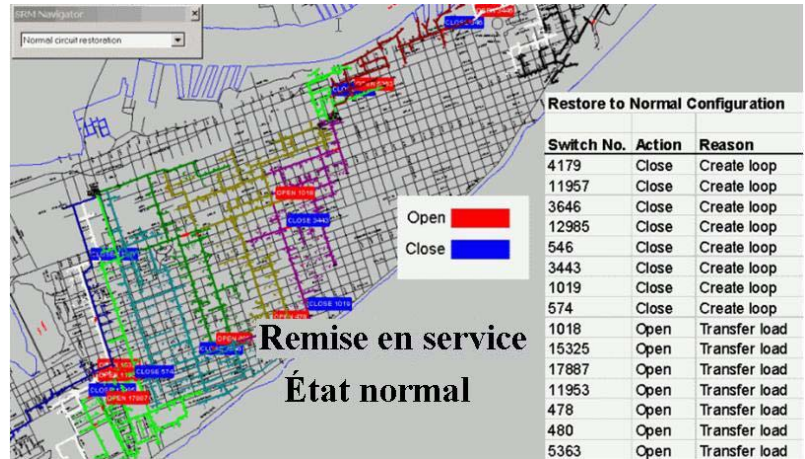 SRM Navigator
Normal circuit restoration
OPEN 1018
CLOSE 3443
CLOSE 1019
CLOSE 574
OPEN 17887
Open
Close
Remise en service
État normal
Restore to Normal Configuration
Switch No. Action Reason
4179 Close Create loop
11957 Close Create loop
3646 Close Create loop
12985 Close Create loop
546 Close Create loop
3443 Close Create loop
1019 Close Create loop
574 Close Create loop
1018 Open Transfer load
15325 Open Transfer load
17887 Open Transfer load
11953 Open Transfer load
478 Open Transfer load
480 Open Transfer load
5363 Open Transfer load